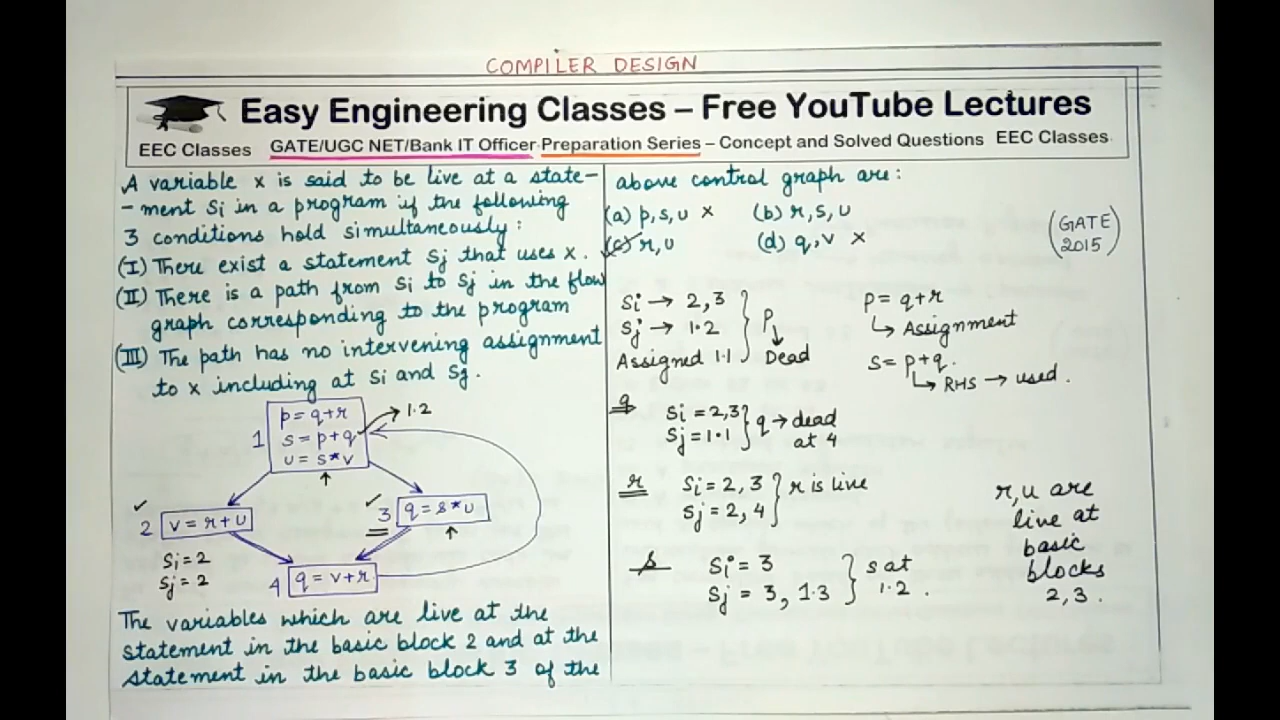 COMPILER DESIGN
Easy Engineering Classes – Free YouTube Lectures
EEC Classes GATE/UGC NET/Bank IT Officer Preparation Series – Concept and Solved Questions EEC Classes
A variable x is said to be live at a state-
-ment Si in a program if the following
3 conditions hold simultaneously:
(I) There exist a statement Sj that uses x.
(II) There is a path from Si to Sj in the flow
graph corresponding to the program
(III) The path has no intervening assignment
to x including at Si and Sj.
1
p = q+r
s = p+q → 1.2
u = s*v
2 v = r+u
3 q = s*u
Si = 2
Sj = 2
4 q = v+r
The variables which are live at the
statement in the basic block 2 and at the
statement in the basic block 3 of the
above control graph are:
(a) p, s, u × (b) r, s, u
(c) r, u (d) q, v ×
(GATE 2015)
Si → 2, 3
Sj → 1.2
Assigned 1.1
p
Dead
p = q+r
↳ Assignment
s = p+q.
↳ RHS → used.
q
Si = 2, 3
Sj = 1.1
q → dead
at 4
r
Si = 2, 3
Sj = 2, 4
r is live
s
Si = 3
Sj = 3, 1.3
s at
1.2.
r, u are
live at
basic
blocks
2, 3.